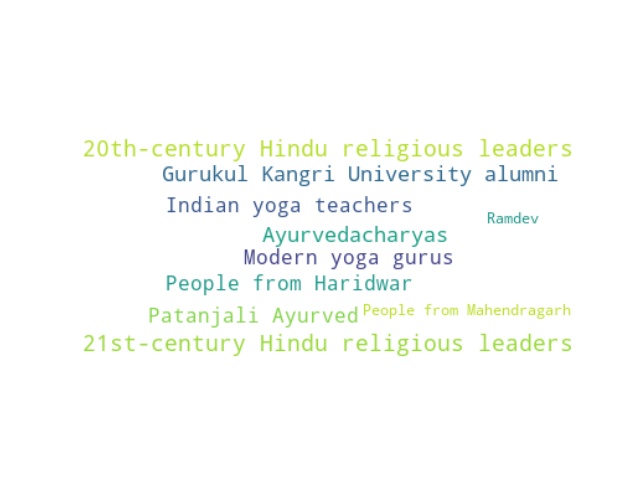 20th-century Hindu religious leaders
Gurukul Kangri University alumni
Indian yoga teachers
Ramdev
Ayurvedacharyas
Modern yoga gurus
People from Haridwar
Patanjali Ayurved
People from Mahendragarh
21st-century Hindu religious leaders